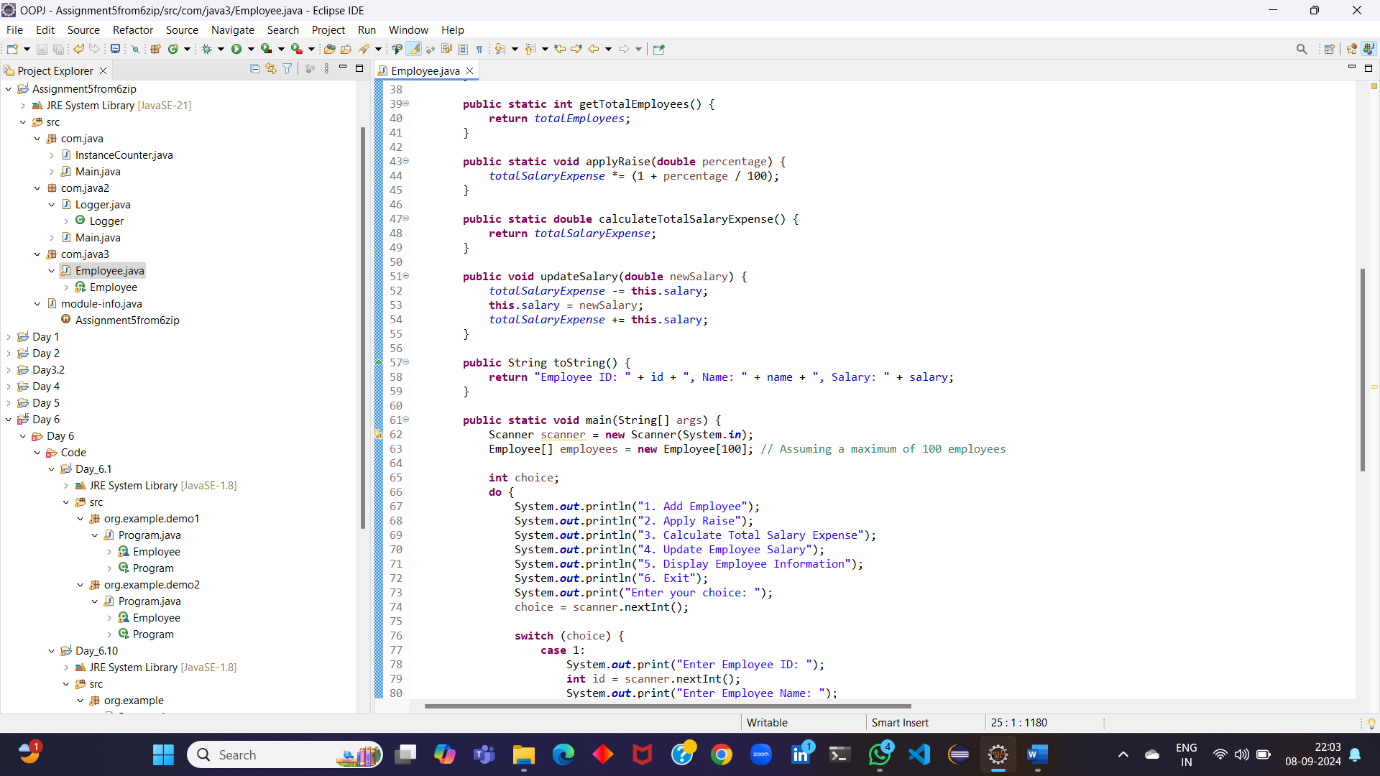 OOPJ - Assignment5from6zip/src/com/java3/Employee.java - Eclipse IDE
File Edit Source Refactor Source Navigate Search Project Run Window Help
Project Explorer
Assignment5from6zip
JRE System Library [JavaSE-21]
src
com.java
InstanceCounter.java
Main.java
com.java2
Logger.java
Logger
Main.java
com.java3
Employee.java
Employee
module-info.java
Assignment5from6zip
Day 1
Day 2
Day3.2
Day 4
Day 5
Day 6
Day 6
Code
Day_6.1
JRE System Library [JavaSE-1.8]
src
org.example.demo1
Program.java
Employee
Program
org.example.demo2
Program.java
Employee
Program
Day_6.10
JRE System Library [JavaSE-1.8]
src
org.example
Employee.java
38
39 public static int getTotalEmployees() {
40 return totalEmployees;
41 }
42
43 public static void applyRaise(double percentage) {
44 totalSalaryExpense *= (1 + percentage / 100);
45 }
46
47 public static double calculateTotalSalaryExpense() {
48 return totalSalaryExpense;
49 }
50
51 public void updateSalary(double newSalary) {
52 totalSalaryExpense -= this.salary;
53 this.salary = newSalary;
54 totalSalaryExpense += this.salary;
55 }
56
57 public String toString() {
58 return "Employee ID: " + id + ", Name: " + name + ", Salary: " + salary;
59 }
60
61 public static void main(String[] args) {
62 Scanner scanner = new Scanner(System.in);
63 Employee[] employees = new Employee[100]; // Assuming a maximum of 100 employees
64
65 int choice;
66 do {
67 System.out.println("1. Add Employee");
68 System.out.println("2. Apply Raise");
69 System.out.println("3. Calculate Total Salary Expense");
70 System.out.println("4. Update Employee Salary");
71 System.out.println("5. Display Employee Information");
72 System.out.println("6. Exit");
73 System.out.print("Enter your choice: ");
74 choice = scanner.nextInt();
75
76 switch (choice) {
77 case 1:
78 System.out.print("Enter Employee ID: ");
79 int id = scanner.nextInt();
80 System.out.print("Enter Employee Name: ");
Writable Smart Insert 25 : 1 : 1180
1
Search
zoom
1
4
W
ENG
IN
22:03
08-09-2024